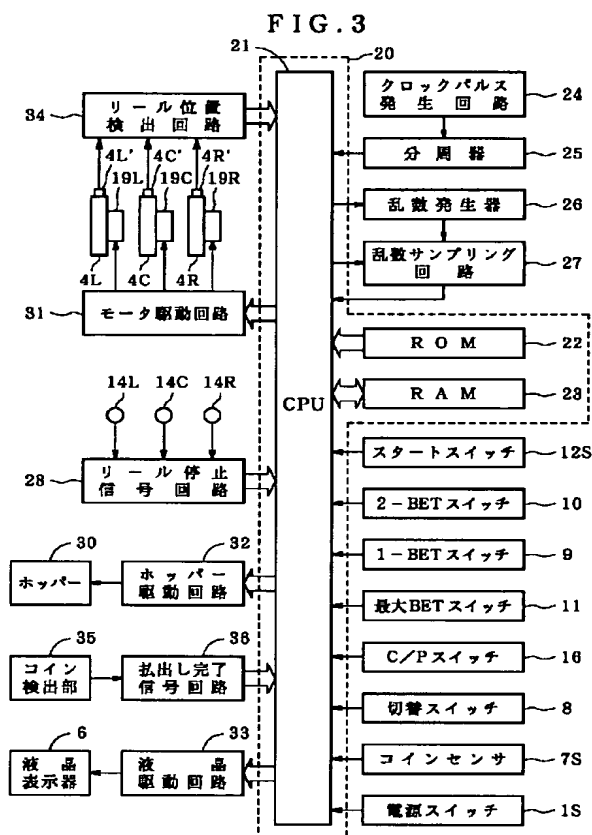 FIG.3
21
20
リール位置
検出回路
34
クロックパルス
発生回路
24
4L' 4C' 4R'
19L 19C 19R
分周器
25
乱数発生器
26
乱数サンプリング
回路
27
4L 4C 4R
モータ駆動回路
31
ROM
22
RAM
23
CPU
14L 14C 14R
リール停止
信号回路
28
スタートスイッチ
12S
2-BETスイッチ
10
1-BETスイッチ
9
30
ホッパー
32
ホッパー
駆動回路
最大BETスイッチ
11
35
コイン
検出部
36
払出し完了
信号回路
C/Pスイッチ
16
切替スイッチ
8
6
液晶
表示器
33
液晶
駆動回路
コインセンサ
7S
電源スイッチ
1S